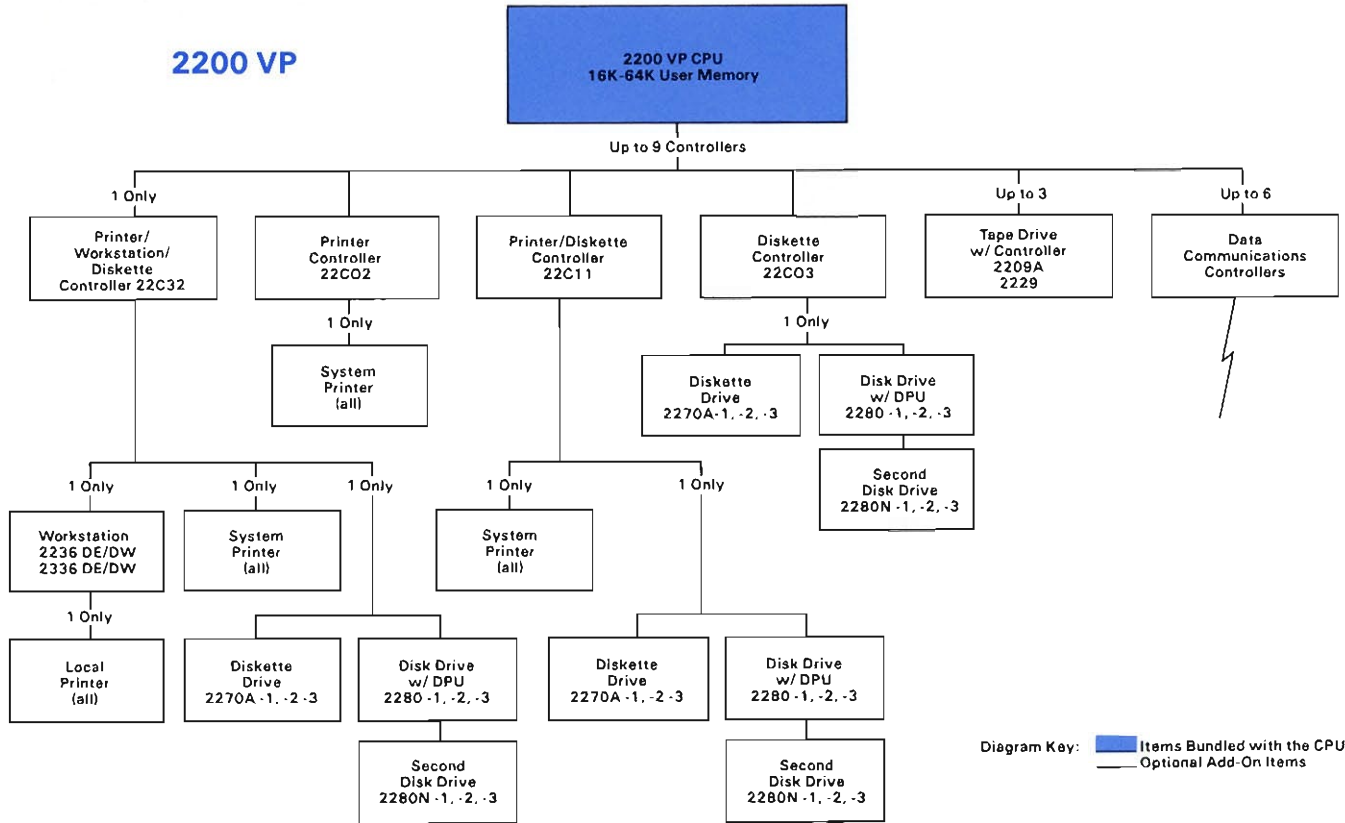 2200 VP
2200 VP CPU
16K-64K User Memory
Up to 9 Controllers
1 Only
Up to 3
Up to 6
Printer/
Workstation/
Diskette
Controller 22C32
Printer
Controller
22CO2
Printer/Diskette
Controller
22C11
Diskette
Controller
22CO3
Tape Drive
w/ Controller
2209A
2229
Data
Communications
Controllers
1 Only
System
Printer
(all)
1 Only
Diskette
Drive
2270A-1, -2, -3
Disk Drive
w/ DPU
2280 -1, -2, -3
Second
Disk Drive
2280N -1, -2, -3
1 Only
1 Only
1 Only
1 Only
1 Only
Workstation
2236 DE/DW
2336 DE/DW
System
Printer
(all)
System
Printer
(all)
1 Only
Local
Printer
(all)
Diskette
Drive
2270A -1, -2 -3
Disk Drive
w/ DPU
2280 -1, -2, -3
Diskette
Drive
2270A -1, -2, -3
Disk Drive
w/ DPU
2280 -1, -2, -3
Second
Disk Drive
2280N -1, -2, -3
Second
Disk Drive
2280N -1, -2, -3
Diagram Key: Items Bundled with the CPU
Optional Add-On Items